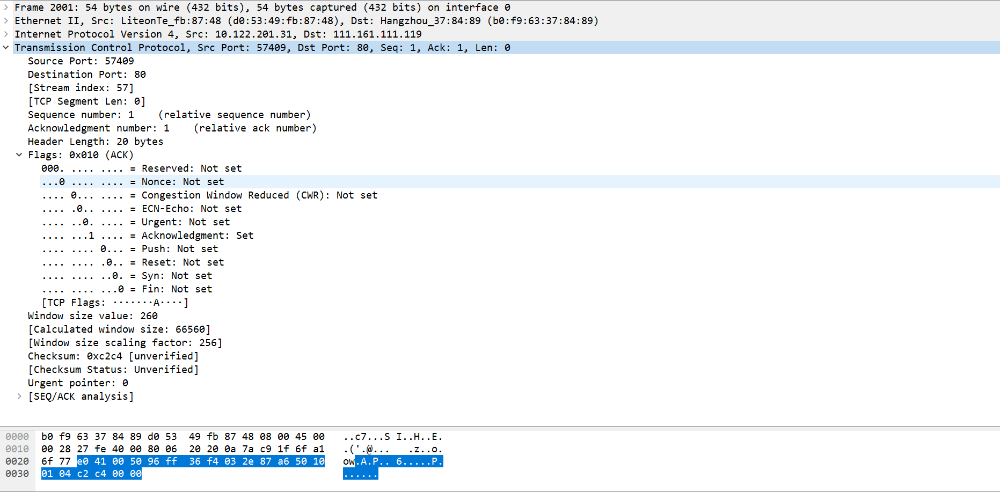 Frame 2001: 54 bytes on wire (432 bits), 54 bytes captured (432 bits) on interface 0
Ethernet II, Src: LiteonTe_fb:87:48 (d0:53:49:fb:87:48), Dst: Hangzhou_37:84:89 (b0:f9:63:37:84:89)
Internet Protocol Version 4, Src: 10.122.201.31, Dst: 111.161.111.119
Transmission Control Protocol, Src Port: 57409, Dst Port: 80, Seq: 1, Ack: 1, Len: 0
Source Port: 57409
Destination Port: 80
[Stream index: 57]
[TCP Segment Len: 0]
Sequence number: 1    (relative sequence number)
Acknowledgment number: 1    (relative ack number)
Header Length: 20 bytes
Flags: 0x010 (ACK)
000. .... .... = Reserved: Not set
...0 .... .... = Nonce: Not set
.... 0... .... = Congestion Window Reduced (CWR): Not set
.... .0.. .... = ECN-Echo: Not set
.... ..0. .... = Urgent: Not set
.... ...1 .... = Acknowledgment: Set
.... .... 0... = Push: Not set
.... .... .0.. = Reset: Not set
.... .... ..0. = Syn: Not set
.... .... ...0 = Fin: Not set
[TCP Flags: ·······A····]
Window size value: 260
[Calculated window size: 66560]
[Window size scaling factor: 256]
Checksum: 0xc2c4 [unverified]
[Checksum Status: Unverified]
Urgent pointer: 0
[SEQ/ACK analysis]
0000  b0 f9 63 37 84 89 d0 53  49 fb 87 48 08 00 45 00   ..c7...S I..H..E.
0010  00 28 27 fe 40 00 80 06  20 20 0a 7a c9 1f 6f a1   .('.@...   .z..o.
0020  6f 77 e0 41 00 50 96 ff  36 f4 03 2e 87 a6 50 10   ow.A.P.. 6.....P.
0030  01 04 c2 c4 00 00   ......